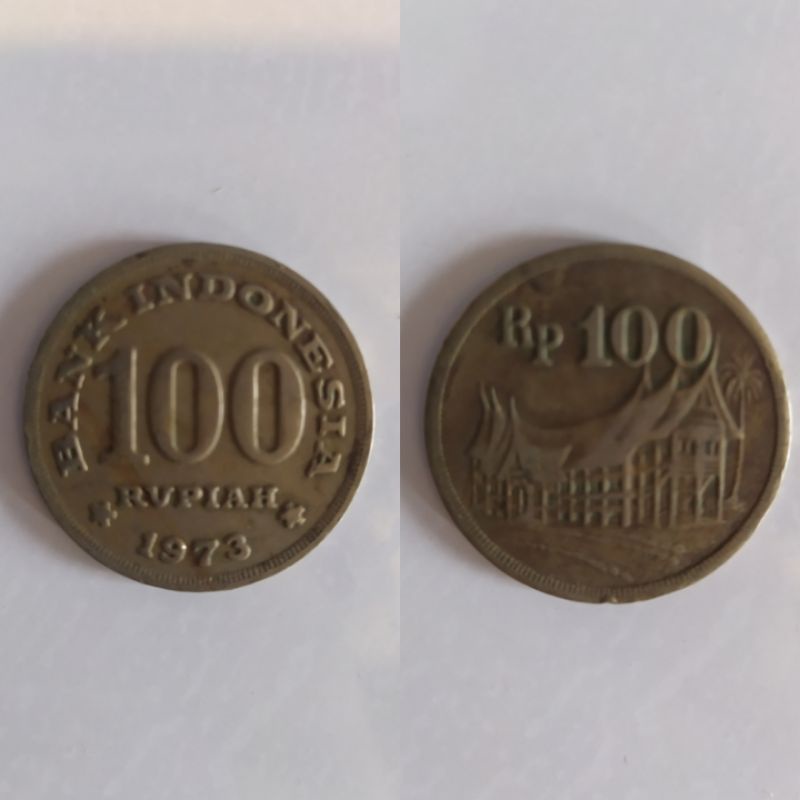 BANK INDONESIA
100
RUPIAH
1973
Rp 100